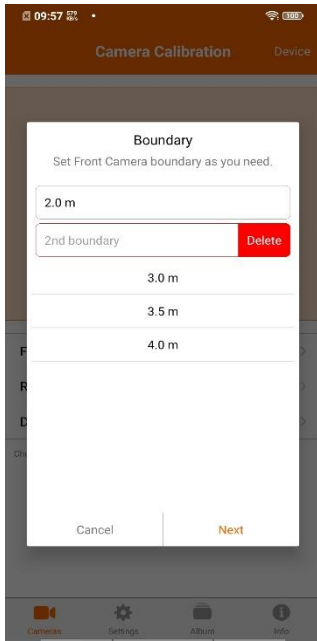 09:57
100
Camera Calibration Device
Boundary
Set Front Camera boundary as you need.
2.0 m
2nd boundary Delete
3.0 m
3.5 m
4.0 m
F
R
D
Cancel Next
Cameras Settings Album Info